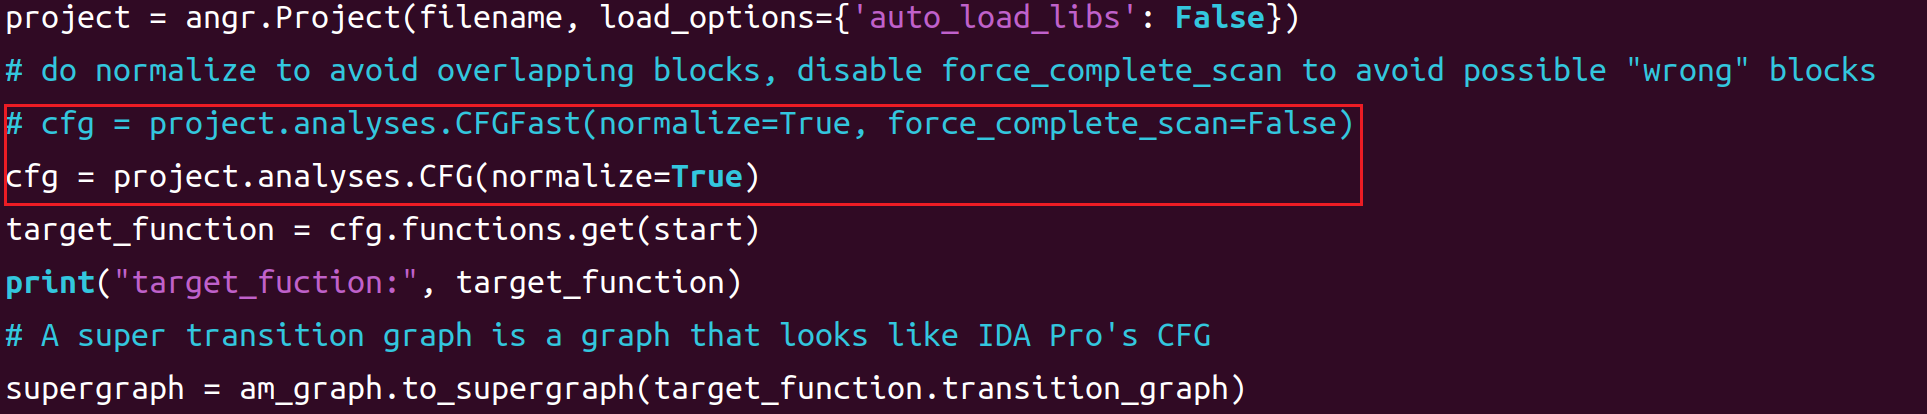 project = angr.Project(filename, load_options={'auto_load_libs': False})
# do normalize to avoid overlapping blocks, disable force_complete_scan to avoid possible "wrong" blocks
# cfg = project.analyses.CFGFast(normalize=True, force_complete_scan=False)
cfg = project.analyses.CFG(normalize=True)
target_function = cfg.functions.get(start)
print("target_fuction:", target_function)
# A super transition graph is a graph that looks like IDA Pro's CFG
supergraph = am_graph.to_supergraph(target_function.transition_graph)